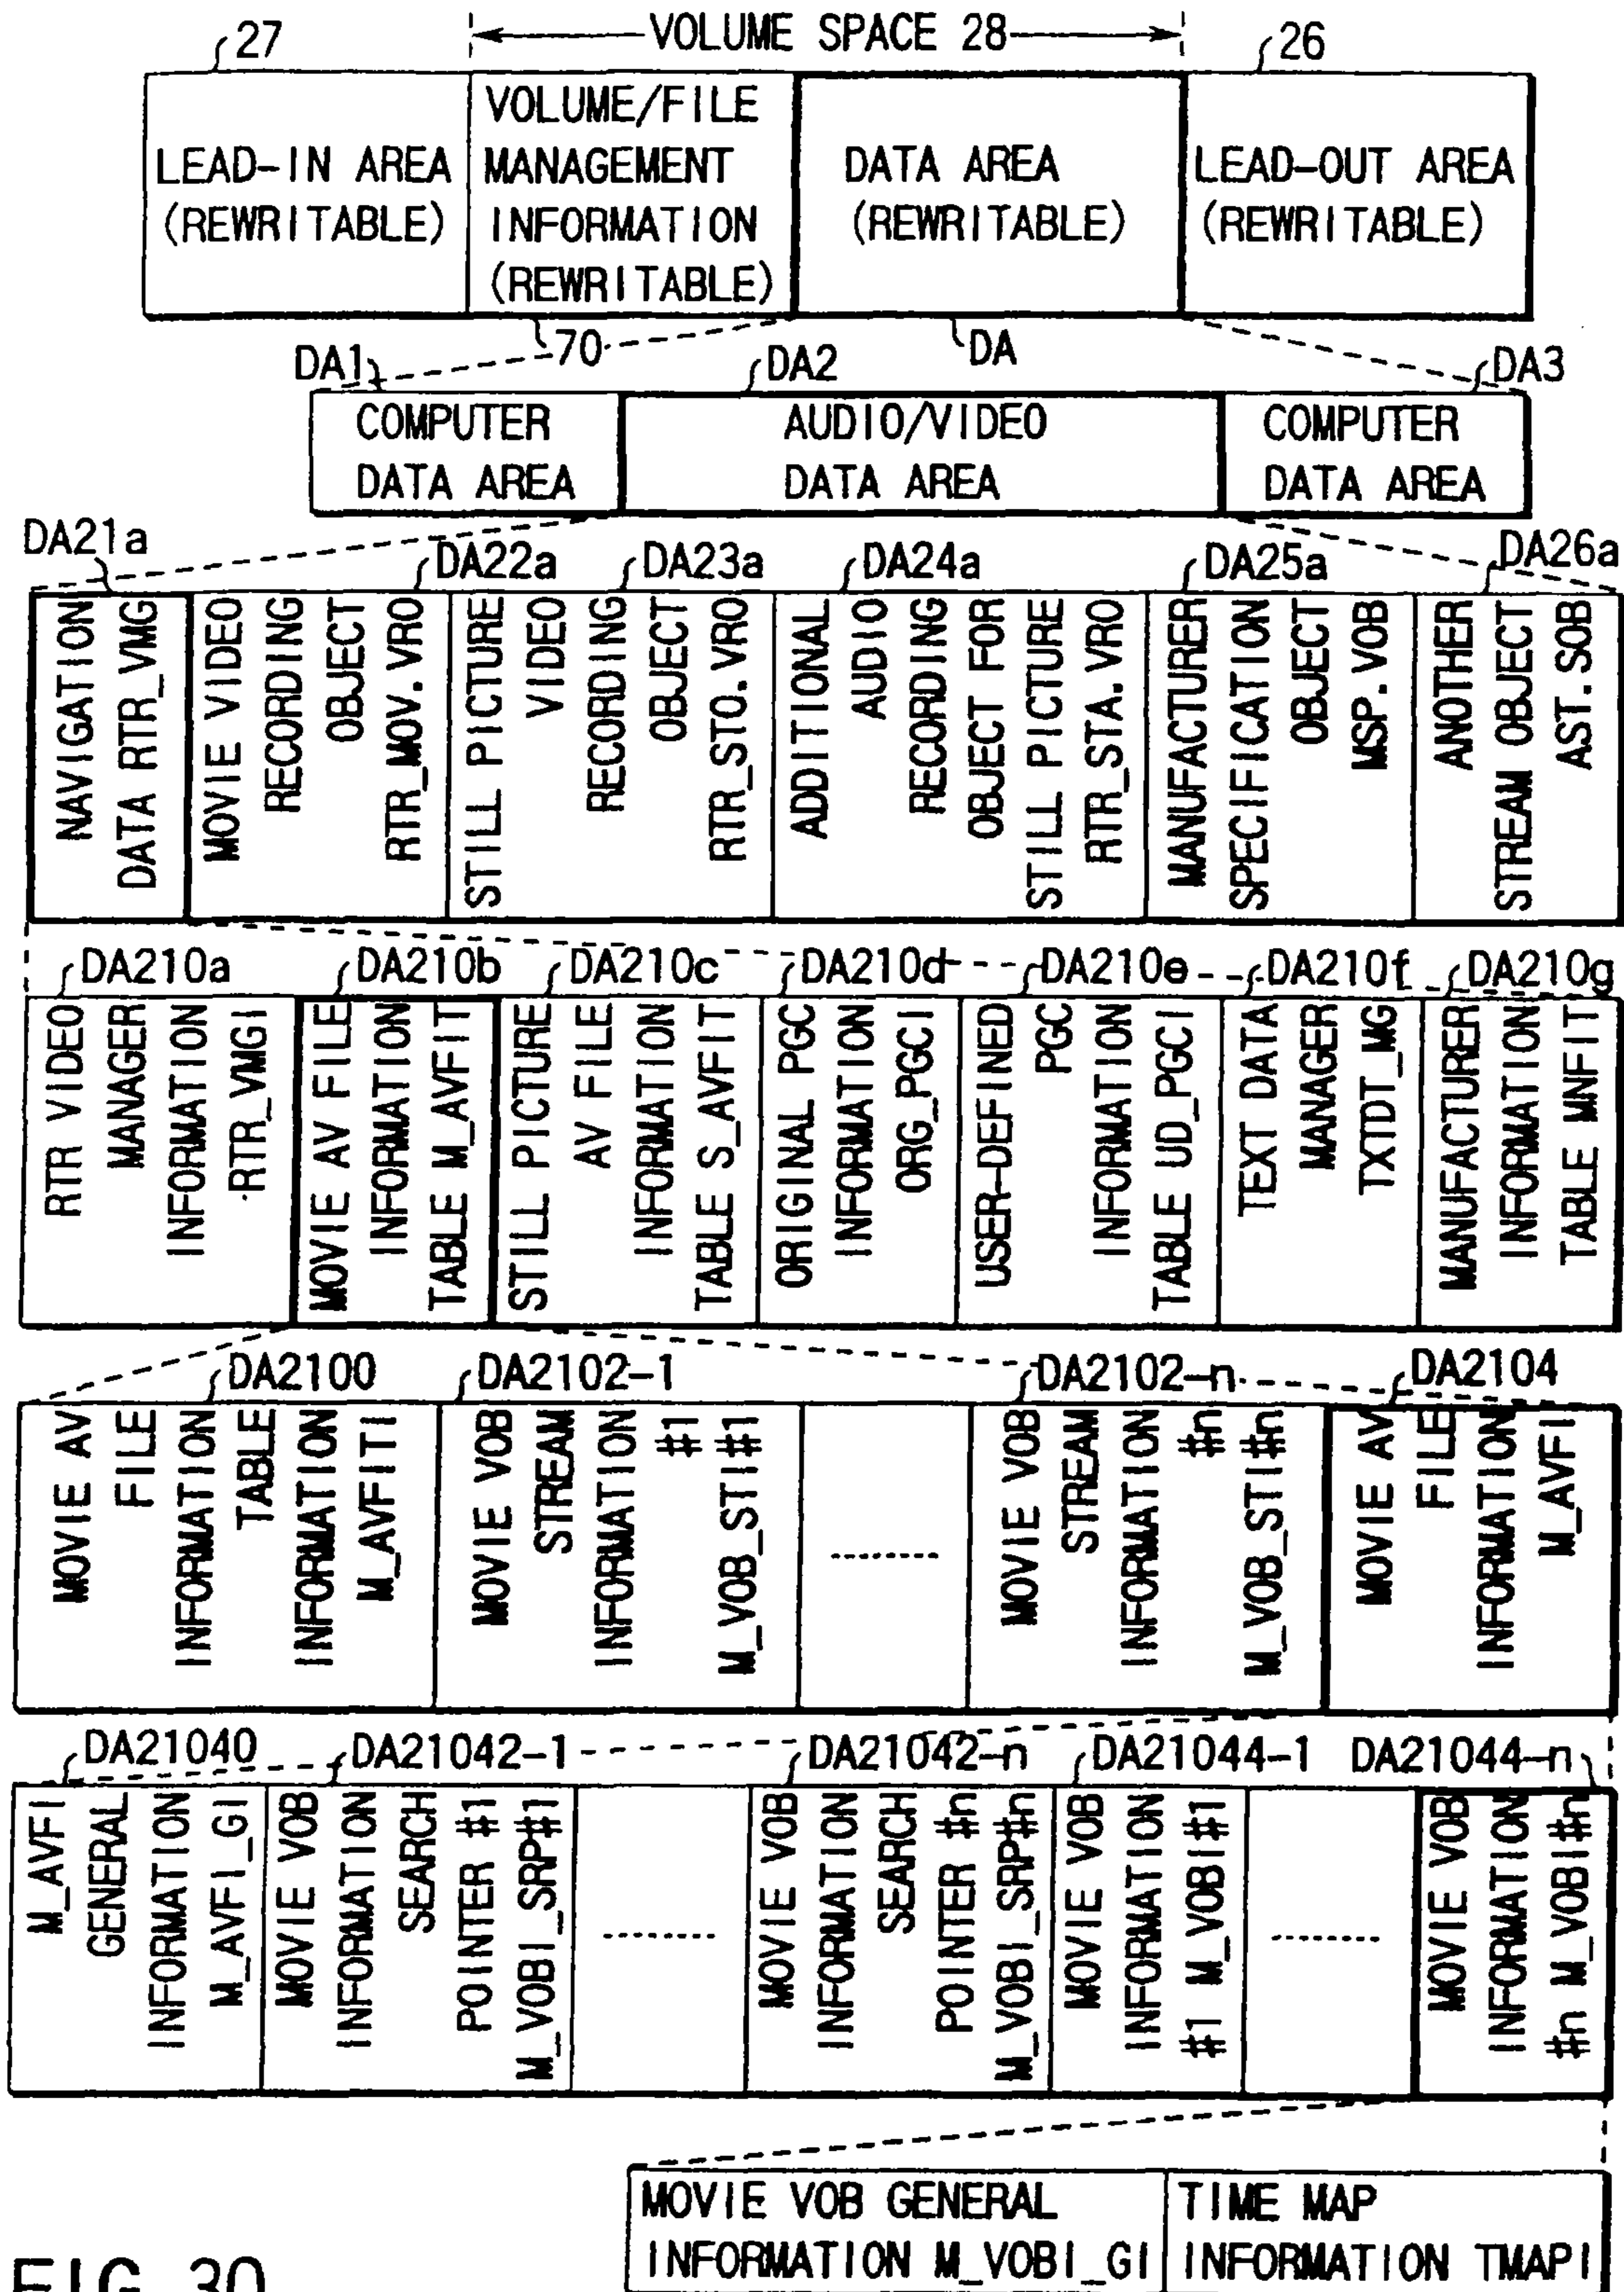 27
VOLUME SPACE 28
26
LEAD-IN AREA
(REWRITABLE)
VOLUME/FILE
MANAGEMENT
INFORMATION
(REWRITABLE)
DATA AREA
(REWRITABLE)
LEAD-OUT AREA
(REWRITABLE)
70
DA
DA1
DA2
DA3
COMPUTER
DATA AREA
AUDIO/VIDEO
DATA AREA
COMPUTER
DATA AREA
DA21a
DA22a
DA23a
DA24a
DA25a
DA26a
NAVIGATION
DATA RTR_VMG
MOVIE VIDEO
RECORDING
OBJECT
RTR_MOV.VRO
STILL PICTURE
VIDEO
RECORDING
OBJECT
RTR_STO.VRO
ADDITIONAL
AUDIO
RECORDING
OBJECT FOR
STILL PICTURE
RTR_STA.VRO
MANUFACTURER
SPECIFICATION
OBJECT
MSP.VOB
ANOTHER
STREAM OBJECT
AST.SOB
DA210a
DA210b
DA210c
DA210d
DA210e
DA210f
DA210g
RTR VIDEO
MANAGER
INFORMATION
RTR_VMGI
MOVIE AV FILE
INFORMATION
TABLE M_AVFIT
STILL PICTURE
AV FILE
INFORMATION
TABLE S_AVFIT
ORIGINAL PGC
INFORMATION
ORG_PGCI
USER-DEFINED
PGC
INFORMATION
TABLE UD_PGCI
TEXT DATA
MANAGER
TXTDT_MG
MANUFACTURER
INFORMATION
TABLE MNFIT
DA2100
DA2102-1
DA2102-n
DA2104
MOVIE AV
FILE
INFORMATION
TABLE
INFORMATION
M_AVFITI
MOVIE VOB
STREAM
INFORMATION
#1
M_VOB_STI#1
MOVIE VOB
STREAM
INFORMATION
#n
M_VOB_STI#n
MOVIE AV
FILE
INFORMATION
M_AVFI
DA21040
DA21042-1
DA21042-n
DA21044-1
DA21044-n
M_AVFI
GENERAL
INFORMATION
M_AVFI_GI
MOVIE VOB
INFORMATION
SEARCH
POINTER #1
M_VOBI_SRP#1
MOVIE VOB
INFORMATION
SEARCH
POINTER #n
M_VOBI_SRP#n
MOVIE VOB
INFORMATION
#1 M_VOBI#1
MOVIE VOB
INFORMATION
#n M_VOBI#n
MOVIE VOB GENERAL
INFORMATION M_VOBI_GI
TIME MAP
INFORMATION TMAPI
FIG. 30